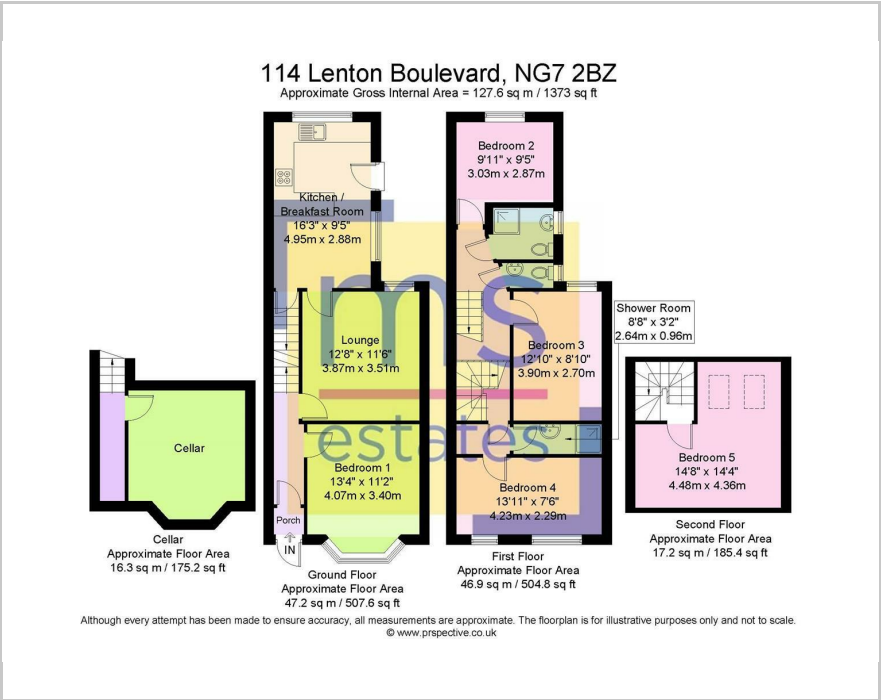 114 Lenton Boulevard, NG7 2BZ
Approximate Gross Internal Area = 127.6 sq m / 1373 sq ft
Kitchen /
Breakfast Room
16'3" x 9'5"
4.95m x 2.88m
Lounge
12'8" x 11'6"
3.87m x 3.51m
Bedroom 1
13'4" x 11'2"
4.07m x 3.40m
Porch
IN
Bedroom 2
9'11" x 9'5"
3.03m x 2.87m
Bedroom 3
12'10" x 8'10"
3.90m x 2.70m
Shower Room
8'8" x 3'2"
2.64m x 0.96m
Bedroom 4
13'11" x 7'6"
4.23m x 2.29m
Bedroom 5
14'8" x 14'4"
4.48m x 4.36m
Cellar
ms
estates
Cellar
Approximate Floor Area
16.3 sq m / 175.2 sq ft
Ground Floor
Approximate Floor Area
47.2 sq m / 507.6 sq ft
First Floor
Approximate Floor Area
46.9 sq m / 504.8 sq ft
Second Floor
Approximate Floor Area
17.2 sq m / 185.4 sq ft
Although every attempt has been made to ensure accuracy, all measurements are approximate. The floorplan is for illustrative purposes only and not to scale.
© www.prspective.co.uk